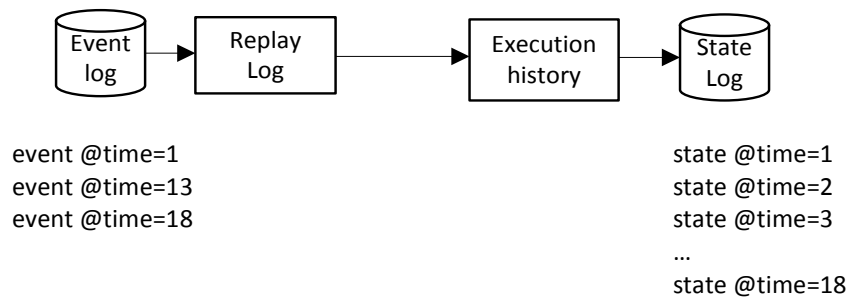 Event
log
Replay
Log
Execution
history
State
Log
event @time=1
event @time=13
event @time=18
state @time=1
state @time=2
state @time=3
...
state @time=18